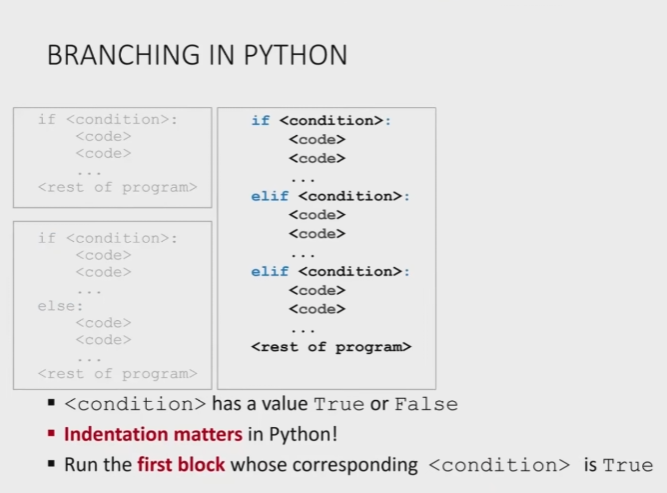 BRANCHING IN PYTHON
if <condition>:
<code>
<code>
...
<rest of program>
if <condition>:
<code>
<code>
...
else:
<code>
<code>
...
<rest of program>
if <condition>:
<code>
<code>
...
elif <condition>:
<code>
<code>
...
elif <condition>:
<code>
<code>
...
<rest of program>
▪ <condition> has a value True or False
▪ Indentation matters in Python!
▪ Run the first block whose corresponding <condition> is True